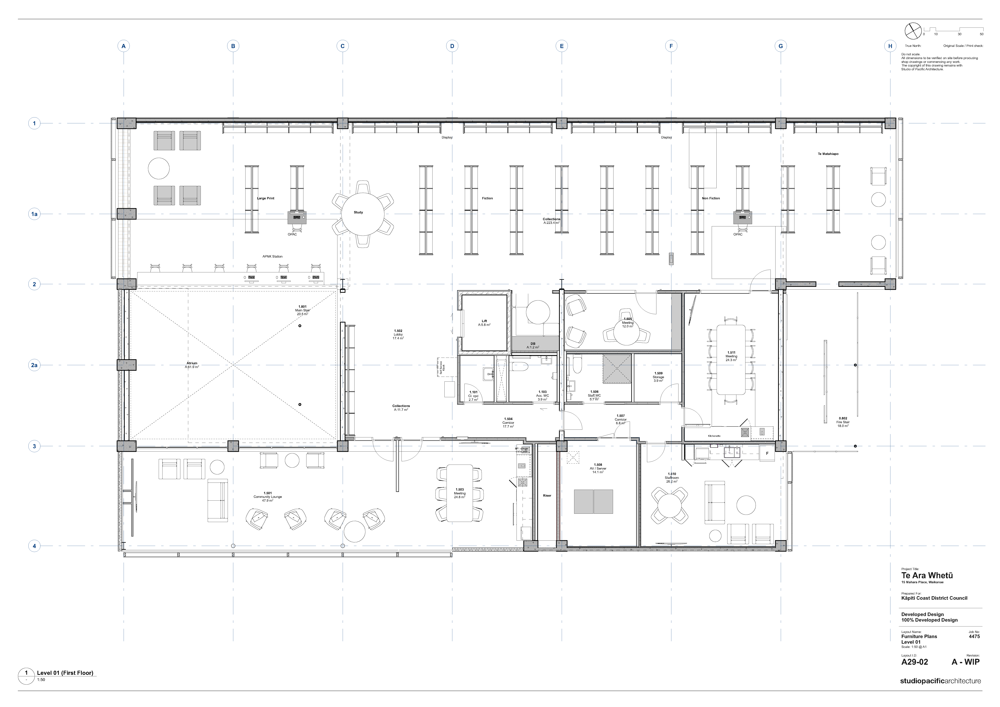 0 10 30 50
True North: Original Scale / Print check:
Do not scale.
All dimensions to be verified on site before producing
shop drawings or commencing any work.
The copyright of this drawing remains with
Studio of Pacific Architecture.
A B C D E F G H
1
1a
2
2a
3
4
Display
Display
Te Matahiapo
Large Print
Study
Fiction
Non Fiction
Collections
A:223.4 m²
OPAC
OPAC
APNK Station
1.801
Main Stair
20.5 m²
Atrium
A:61.9 m²
1.502
Lobby
17.4 m²
Lift
A:5.8 m²
DB
A:1.2 m²
1.505
Meeting
12.0 m²
1.511
Meeting
24.3 m²
Self Service
Kiosk
1.101
Cl. cpd
2.7 m²
1.103
Acc. WC
3.9 m²
1.506
Staff WC
5.7 m²
1.509
Storage
3.9 m²
Collections
A:11.7 m²
1.504
Corridor
17.7 m²
1.507
Corridor
6.8 m²
0.802
Fire Stair
18.0 m²
Kitchenette
F
1.501
Community Lounge
47.9 m²
1.503
Meeting
24.8 m²
Riser
1.508
AV / Server
14.1 m²
1.510
Staffroom
26.2 m²
Project Title:
Te Ara Whetū
15 Mahara Place, Waikanae
Prepared For:
Kāpiti Coast District Council
Developed Design
100% Developed Design
Layout Name: Job No:
Furniture Plans 4475
Level 01
Scale: 1:50 @ A1
Layout I.D: Revision:
A29-02 A - WIP
studiopacificarchitecture
1 Level 01 (First Floor)
- 1:50